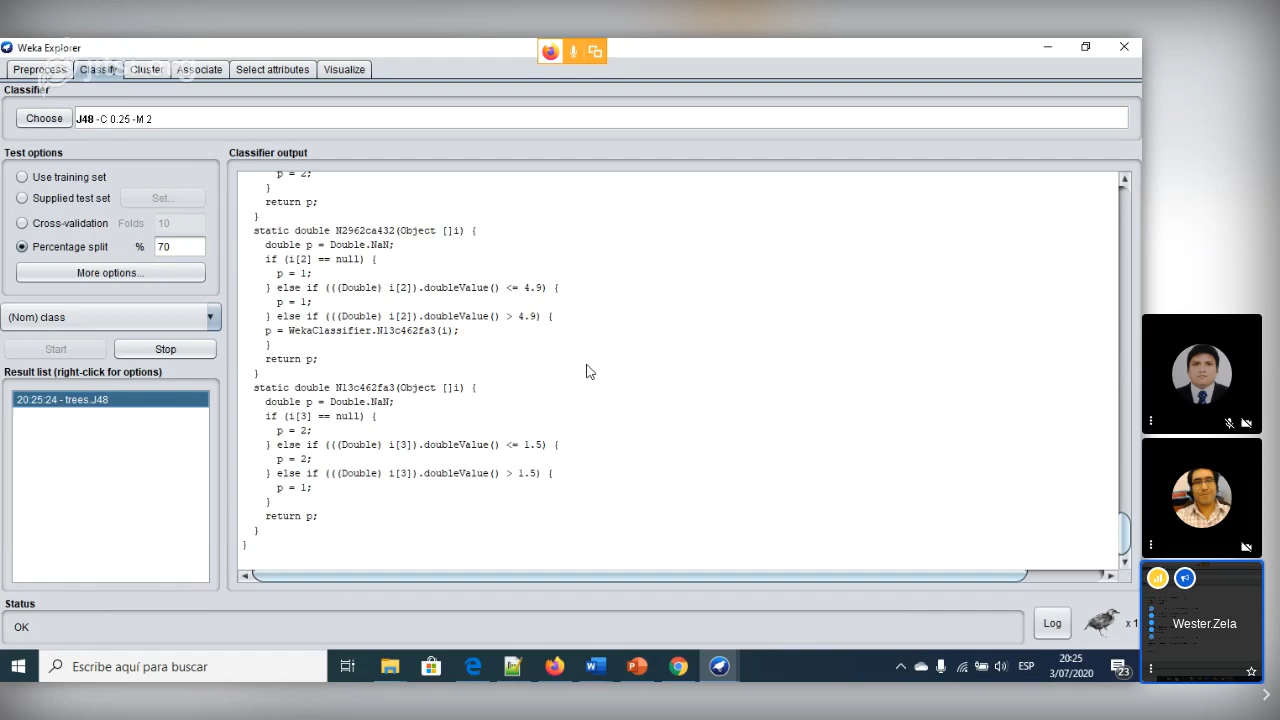 Weka Explorer
Preprocess Classify Cluster Associate Select attributes Visualize
Classifier
Choose J48 -C 0.25 -M 2
Test options
Use training set
Supplied test set Set...
Cross-validation Folds 10
Percentage split % 70
More options...
(Nom) class
Start Stop
Result list (right-click for options)
20:25:24 - trees.J48
Classifier output
p = 2;
}
return p;
}
static double N2962ca432(Object []i) {
double p = Double.NaN;
if (i[2] == null) {
p = 1;
} else if (((Double) i[2]).doubleValue() <= 4.9) {
p = 1;
} else if (((Double) i[2]).doubleValue() > 4.9) {
p = WekaClassifier.N13c462fa3(i);
}
return p;
}
static double N13c462fa3(Object []i) {
double p = Double.NaN;
if (i[3] == null) {
p = 2;
} else if (((Double) i[3]).doubleValue() <= 1.5) {
p = 2;
} else if (((Double) i[3]).doubleValue() > 1.5) {
p = 1;
}
return p;
}
}
Status
OK
Log x 1
Wester.Zela
Escribe aquí para buscar
ESP
20:25
3/07/2020
23